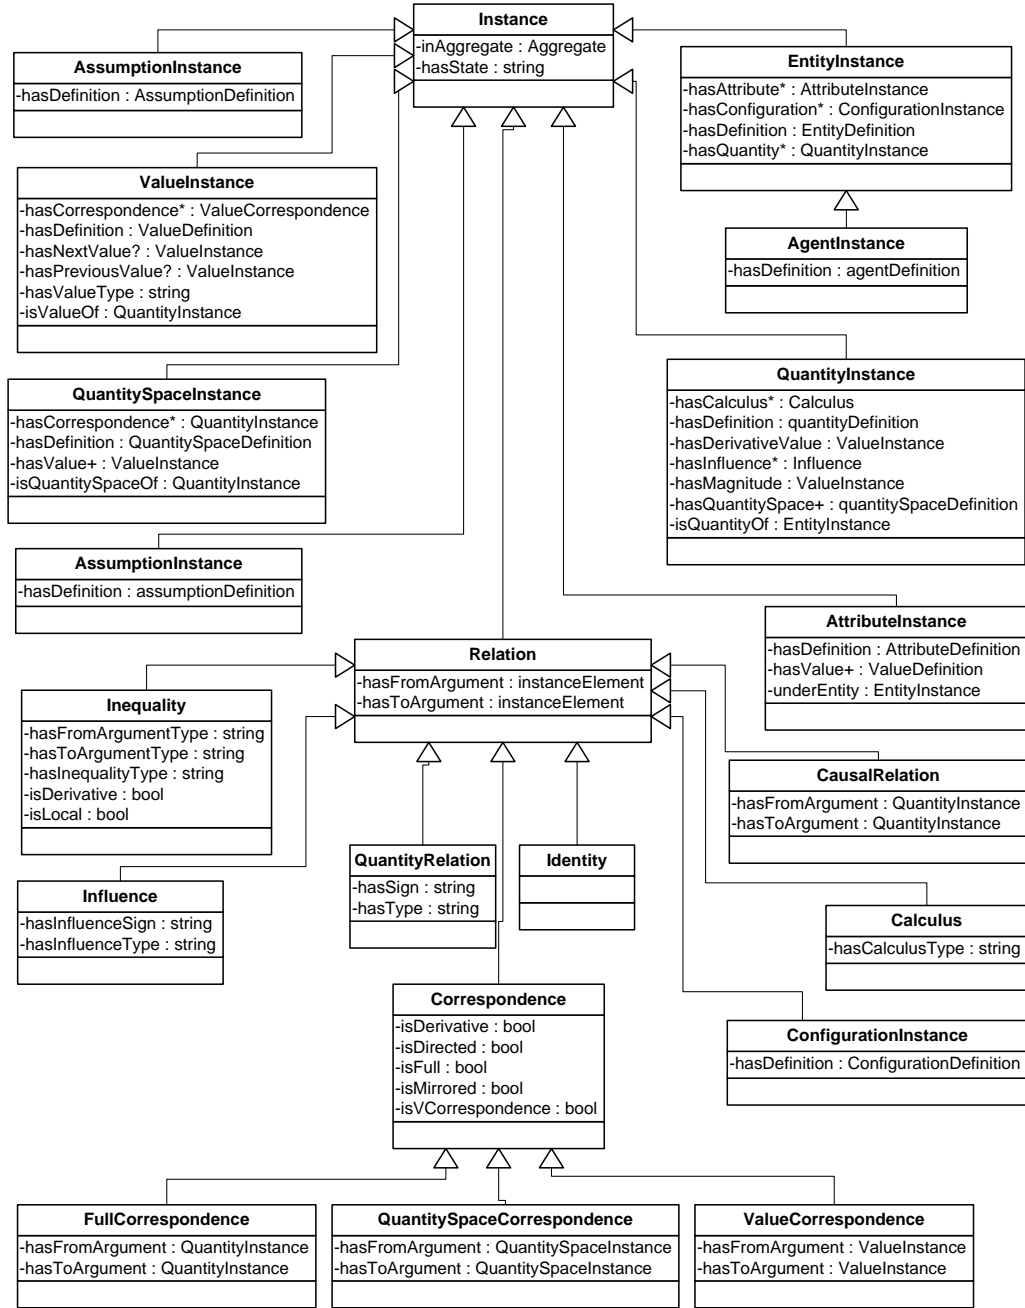 Instance
-inAggregate : Aggregate
-hasState : string
AssumptionInstance
-hasDefinition : AssumptionDefinition
EntityInstance
-hasAttribute* : AttributeInstance
-hasConfiguration* : ConfigurationInstance
-hasDefinition : EntityDefinition
-hasQuantity* : QuantityInstance
ValueInstance
-hasCorrespondence* : ValueCorrespondence
-hasDefinition : ValueDefinition
-hasNextValue? : ValueInstance
-hasPreviousValue? : ValueInstance
-hasValueType : string
-isValueOf : QuantityInstance
AgentInstance
-hasDefinition : agentDefinition
QuantitySpaceInstance
-hasCorrespondence* : QuantityInstance
-hasDefinition : QuantitySpaceDefinition
-hasValue+ : ValueInstance
-isQuantitySpaceOf : QuantityInstance
QuantityInstance
-hasCalculus* : Calculus
-hasDefinition : quantityDefinition
-hasDerivativeValue : ValueInstance
-hasInfluence* : Influence
-hasMagnitude : ValueInstance
-hasQuantitySpace+ : quantitySpaceDefinition
-isQuantityOf : EntityInstance
AssumptionInstance
-hasDefinition : assumptionDefinition
AttributeInstance
-hasDefinition : AttributeDefinition
-hasValue+ : ValueDefinition
-underEntity : EntityInstance
Relation
-hasFromArgument : instanceElement
-hasToArgument : instanceElement
Inequality
-hasFromArgumentType : string
-hasToArgumentType : string
-hasInequalityType : string
-isDerivative : bool
-isLocal : bool
CausalRelation
-hasFromArgument : QuantityInstance
-hasToArgument : QuantityInstance
QuantityRelation
-hasSign : string
-hasType : string
Identity
Influence
-hasInfluenceSign : string
-hasInfluenceType : string
Calculus
-hasCalculusType : string
Correspondence
-isDerivative : bool
-isDirected : bool
-isFull : bool
-isMirrored : bool
-isVCorrespondence : bool
ConfigurationInstance
-hasDefinition : ConfigurationDefinition
FullCorrespondence
-hasFromArgument : QuantityInstance
-hasToArgument : QuantityInstance
QuantitySpaceCorrespondence
-hasFromArgument : QuantitySpaceInstance
-hasToArgument : QuantitySpaceInstance
ValueCorrespondence
-hasFromArgument : ValueInstance
-hasToArgument : ValueInstance